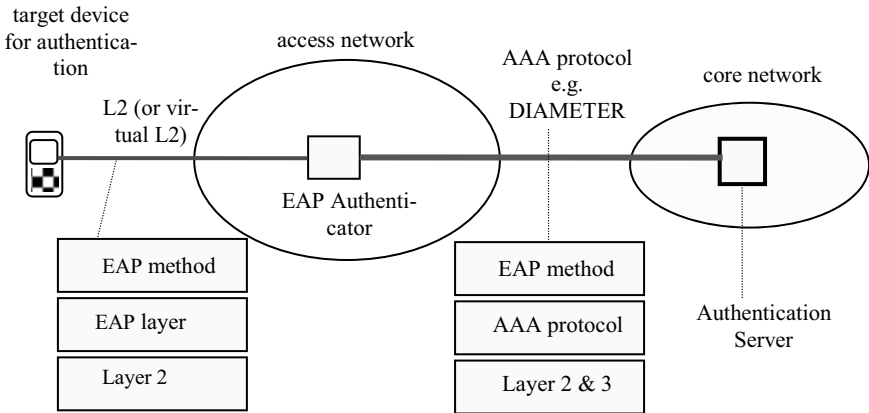 target device
for authentica-
tion
access network
AAA protocol
e.g.
DIAMETER
core network
L2 (or vir-
tual L2)
EAP Authenti-
cator
EAP method
EAP layer
Layer 2
EAP method
AAA protocol
Layer 2 & 3
Authentication
Server